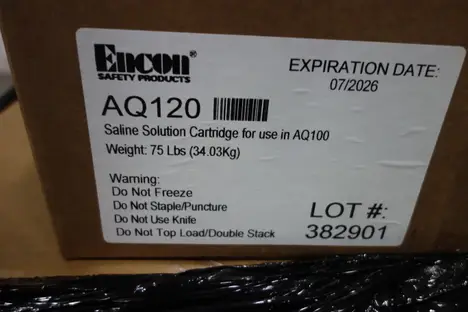 Encon®
SAFETY PRODUCTS
EXPIRATION DATE:
07/2026
AQ120
Saline Solution Cartridge for use in AQ100
Weight: 75 Lbs (34.03Kg)
Warning:
Do Not Freeze
Do Not Staple/Puncture
Do Not Use Knife
Do Not Top Load/Double Stack
LOT #:
382901